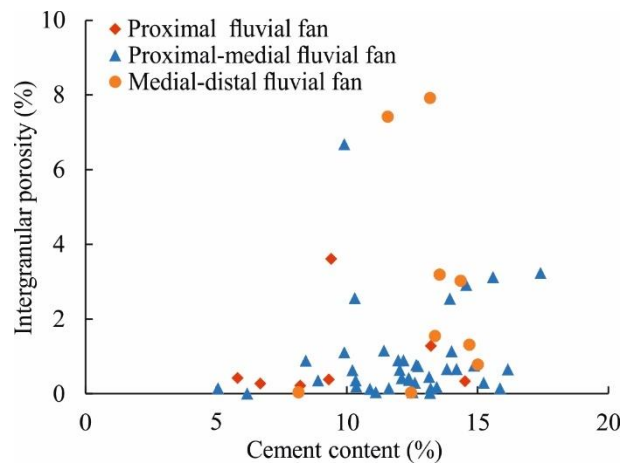 10
Proximal fluvial fan
Proximal-medial fluvial fan
Medial-distal fluvial fan
8
6
4
2
0
Intergranular porosity (%)
0 5 10 15 20
Cement content (%)